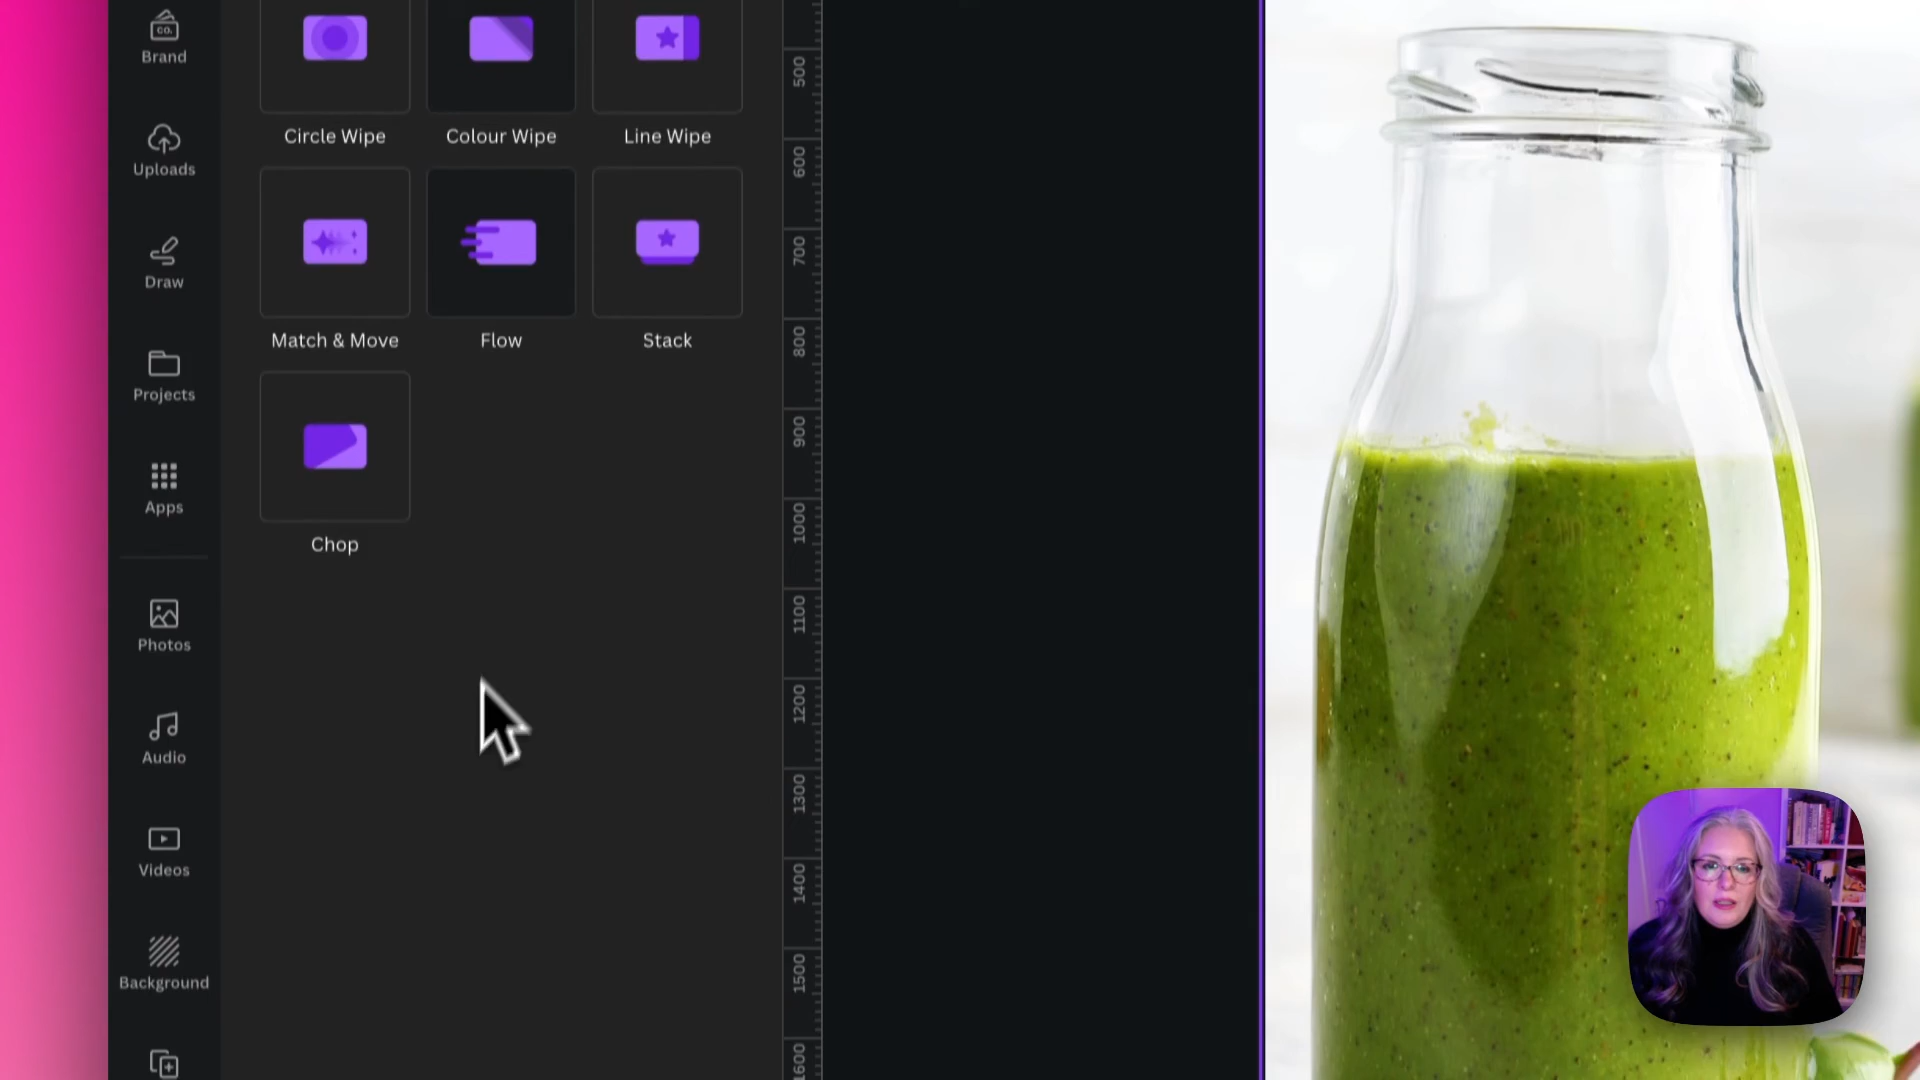 CO.
Brand
Uploads
Draw
Projects
Apps
Photos
Audio
Videos
Background
Circle Wipe
Colour Wipe
Line Wipe
Match & Move
Flow
Stack
Chop
500
600
700
800
900
1000
1100
1200
1300
1400
1500
1600